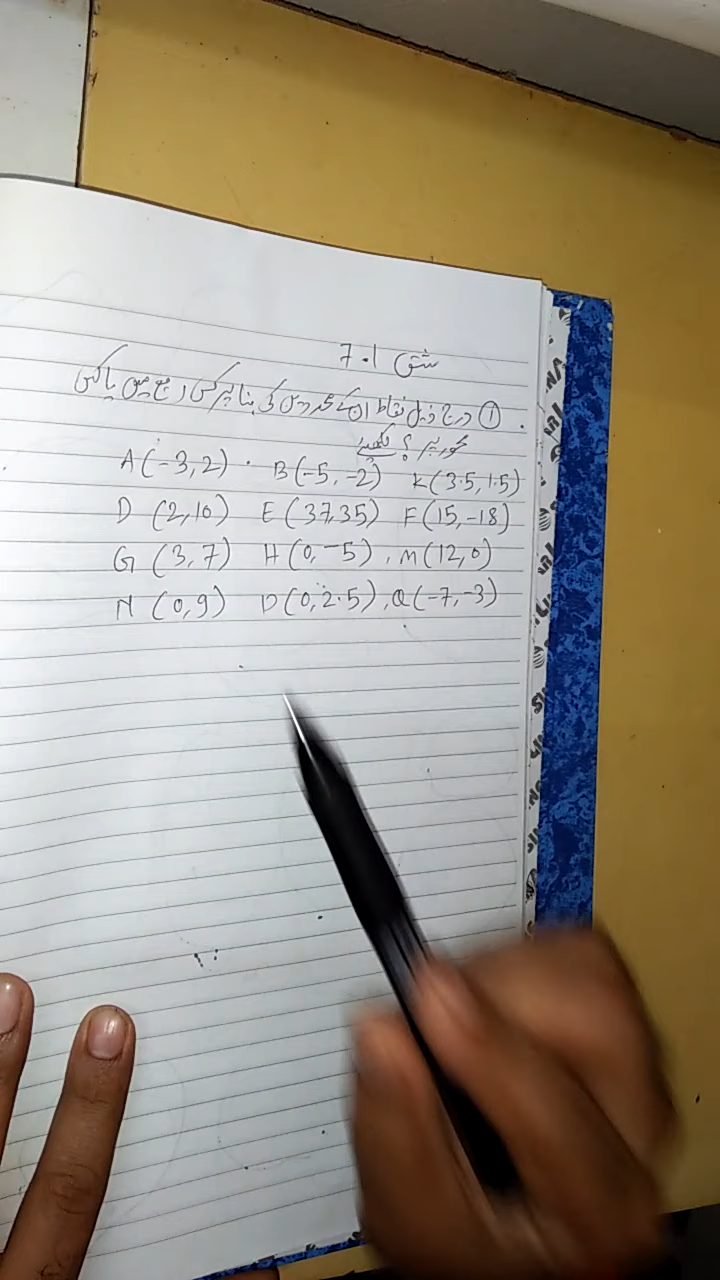 مشق 7.1
① درج ذیل نقاط ان کے محددین کی بنا پر کس ربع میں یا کس
محور پر ؟ لکھیے
A(-3,2) . B(-5,-2) K(3.5,1.5)
D (2,10) E (37,35) F(15,-18)
G (3,7) H (0,-5) , M(12,0)
N (0,9) D(0,2.5), Q(-7,-3)